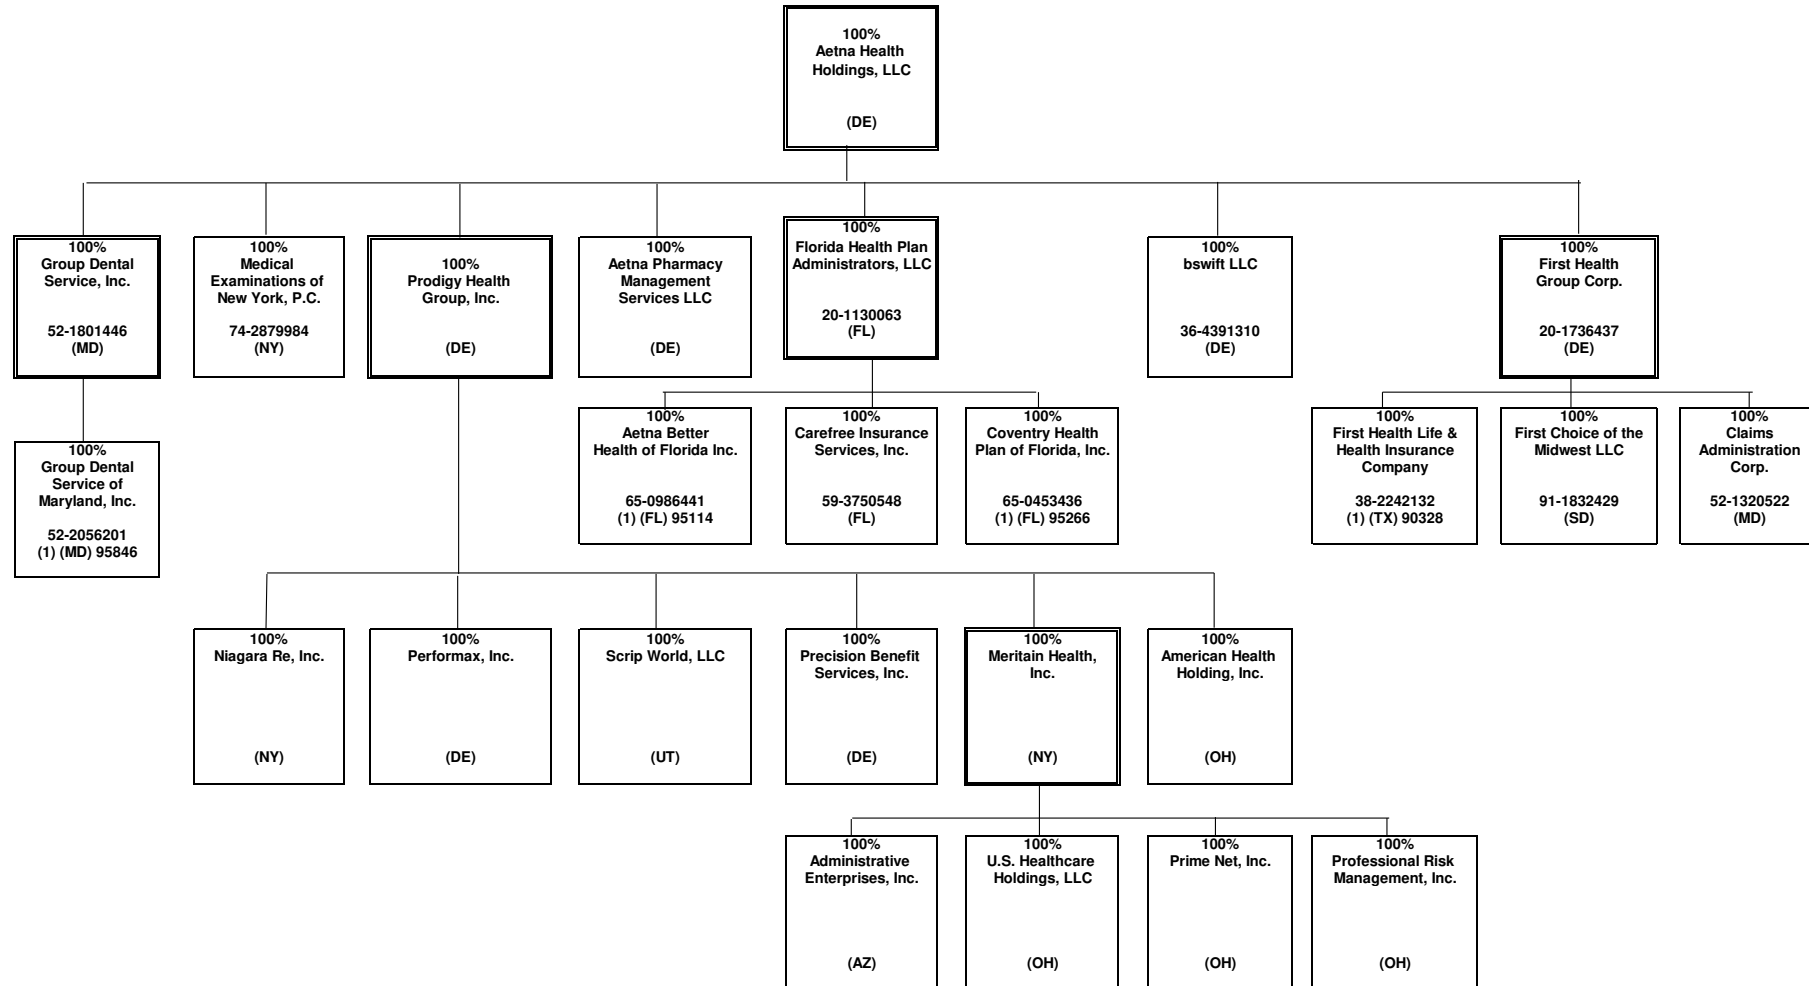 100%
Aetna Health
Holdings, LLC
(DE)
100%
Group Dental
Service, Inc.
52-1801446
(MD)
100%
Medical
Examinations of
New York, P.C.
74-2879984
(NY)
100%
Prodigy Health
Group, Inc.
(DE)
100%
Aetna Pharmacy
Management
Services LLC
(DE)
100%
Florida Health Plan
Administrators, LLC
20-1130063
(FL)
100%
bswift LLC
36-4391310
(DE)
100%
First Health
Group Corp.
20-1736437
(DE)
100%
Group Dental
Service of
Maryland, Inc.
52-2056201
(1) (MD) 95846
100%
Aetna Better
Health of Florida Inc.
65-0986441
(1) (FL) 95114
100%
Carefree Insurance
Services, Inc.
59-3750548
(FL)
100%
Coventry Health
Plan of Florida, Inc.
65-0453436
(1) (FL) 95266
100%
First Health Life &
Health Insurance
Company
38-2242132
(1) (TX) 90328
100%
First Choice of the
Midwest LLC
91-1832429
(SD)
100%
Claims
Administration
Corp.
52-1320522
(MD)
100%
Niagara Re, Inc.
(NY)
100%
Performax, Inc.
(DE)
100%
Scrip World, LLC
(UT)
100%
Precision Benefit
Services, Inc.
(DE)
100%
Meritain Health,
Inc.
(NY)
100%
American Health
Holding, Inc.
(OH)
100%
Administrative
Enterprises, Inc.
(AZ)
100%
U.S. Healthcare
Holdings, LLC
(OH)
100%
Prime Net, Inc.
(OH)
100%
Professional Risk
Management, Inc.
(OH)